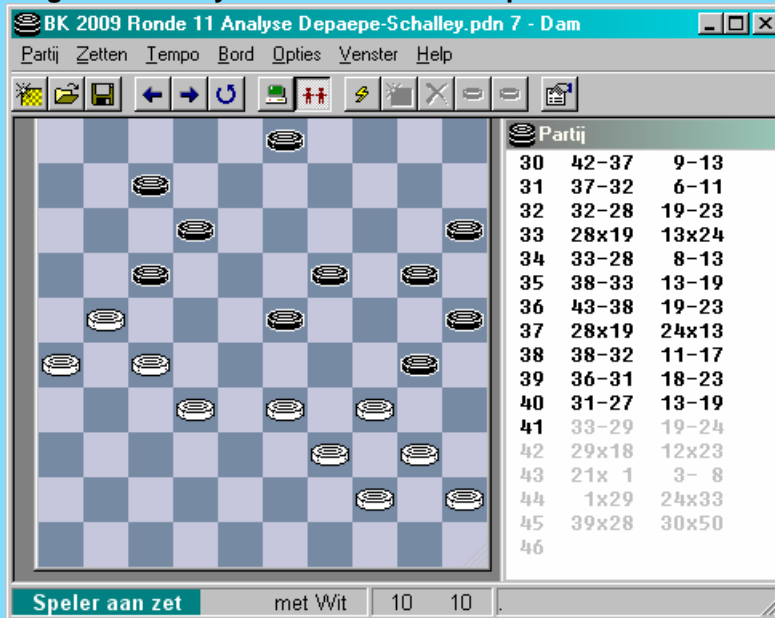 BK 2009 Ronde 11 Analyse Depaepe-Schalley.pdn 7 - Dam
Partij Zetten Tempo Bord Opties Venster Help
Partij
30 42-37 9-13
31 37-32 6-11
32 32-28 19-23
33 28x19 13x24
34 33-28 8-13
35 38-33 13-19
36 43-38 19-23
37 28x19 24x13
38 38-32 11-17
39 36-31 18-23
40 31-27 13-19
41 33-29 19-24
42 29x18 12x23
43 21x 1 3- 8
44 1x29 24x33
45 39x28 30x50
46
Speler aan zet met Wit 10 10 .